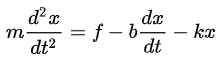 m d²x/dt² = f − b dx/dt − kx